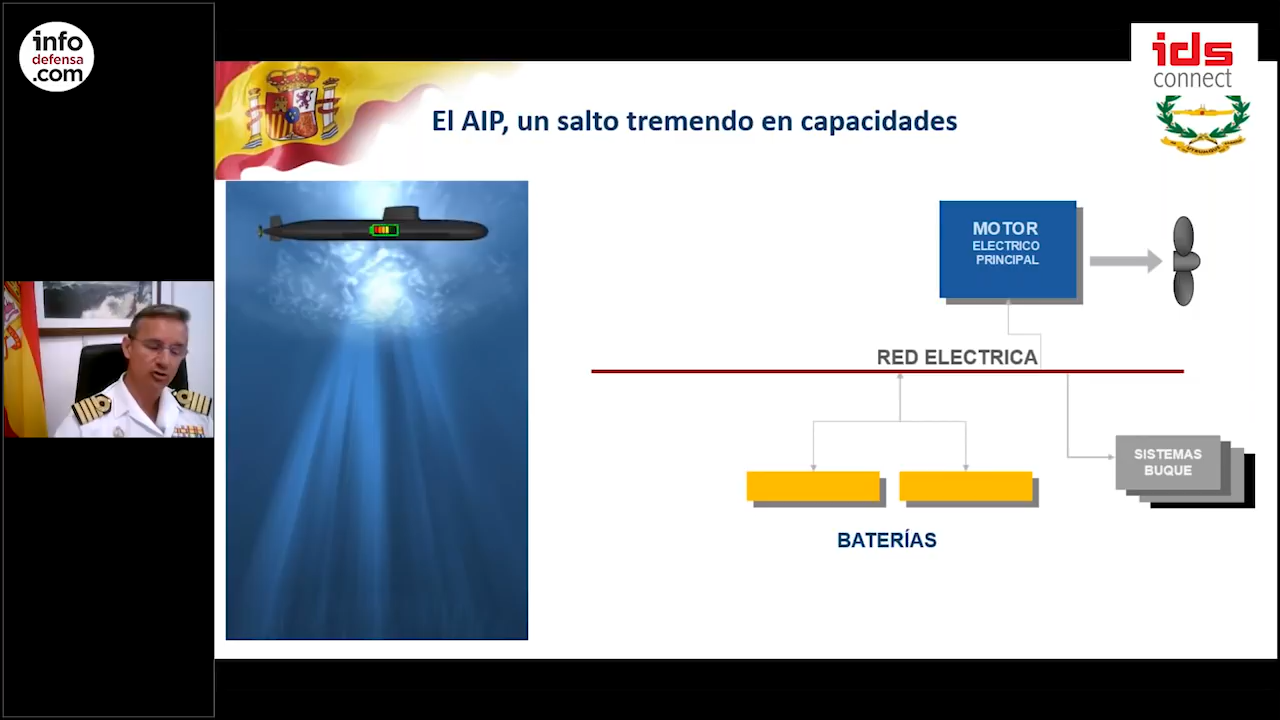 info
defensa
.com
ids
connect
El AIP, un salto tremendo en capacidades
MOTOR
ELECTRICO
PRINCIPAL
RED ELECTRICA
SISTEMAS
BUQUE
BATERÍAS